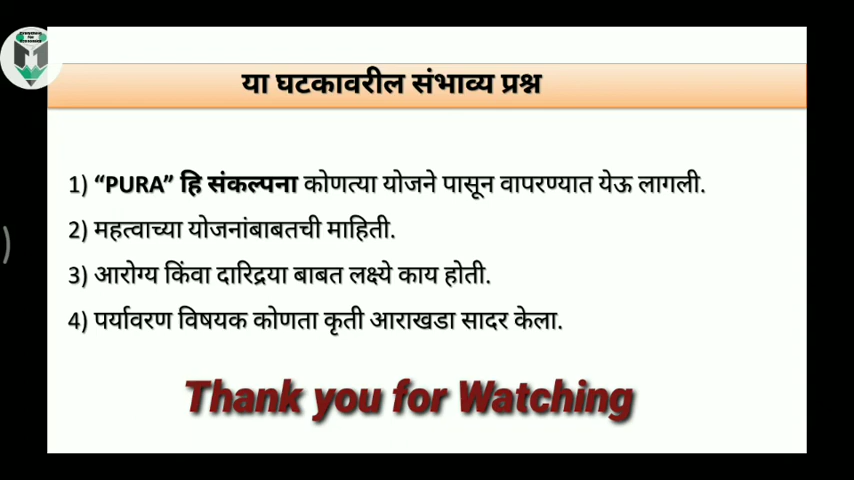 या घटकावरील संभाव्य प्रश्न
1) “PURA” हि संकल्पना कोणत्या योजने पासून वापरण्यात येऊ लागली.
2) महत्वाच्या योजनांबाबतची माहिती.
3) आरोग्य किंवा दारिद्रया बाबत लक्ष्ये काय होती.
4) पर्यावरण विषयक कोणता कृती आराखडा सादर केला.
Thank you for Watching